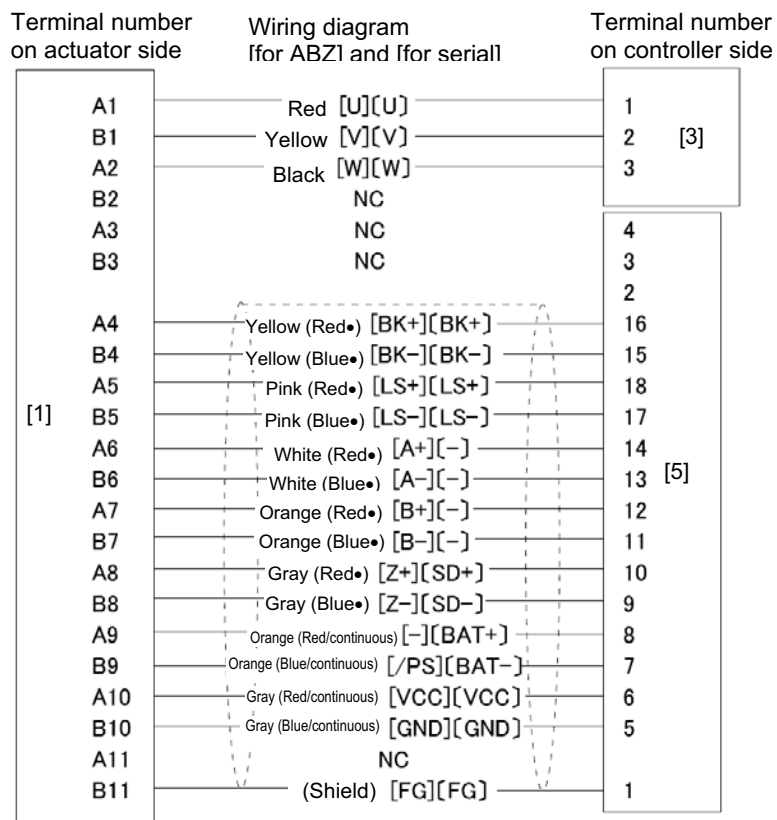 Terminal number on actuator side
Wiring diagram [for ABZ] and [for serial]
Terminal number on controller side
A1 Red [U][U) 1
B1 Yellow [V][V) 2 [3]
A2 Black [W][W) 3
B2 NC
A3 NC 4
B3 NC 3
2
A4 Yellow (Red•) [BK+][BK+) 16
B4 Yellow (Blue•) [BK−][BK−) 15
A5 Pink (Red•) [LS+][LS+) 18
[1] B5 Pink (Blue•) [LS−][LS−) 17
A6 White (Red•) [A+][−) 14
B6 White (Blue•) [A−][−) 13 [5]
A7 Orange (Red•) [B+][−) 12
B7 Orange (Blue•) [B−][−) 11
A8 Gray (Red•) [Z+][SD+) 10
B8 Gray (Blue•) [Z−][SD−) 9
A9 Orange (Red/continuous) [−][BAT+) 8
B9 Orange (Blue/continuous) [/PS][BAT−) 7
A10 Gray (Red/continuous) [VCC][VCC) 6
B10 Gray (Blue/continuous) [GND][GND) 5
A11 NC
B11 (Shield) [FG][FG) 1